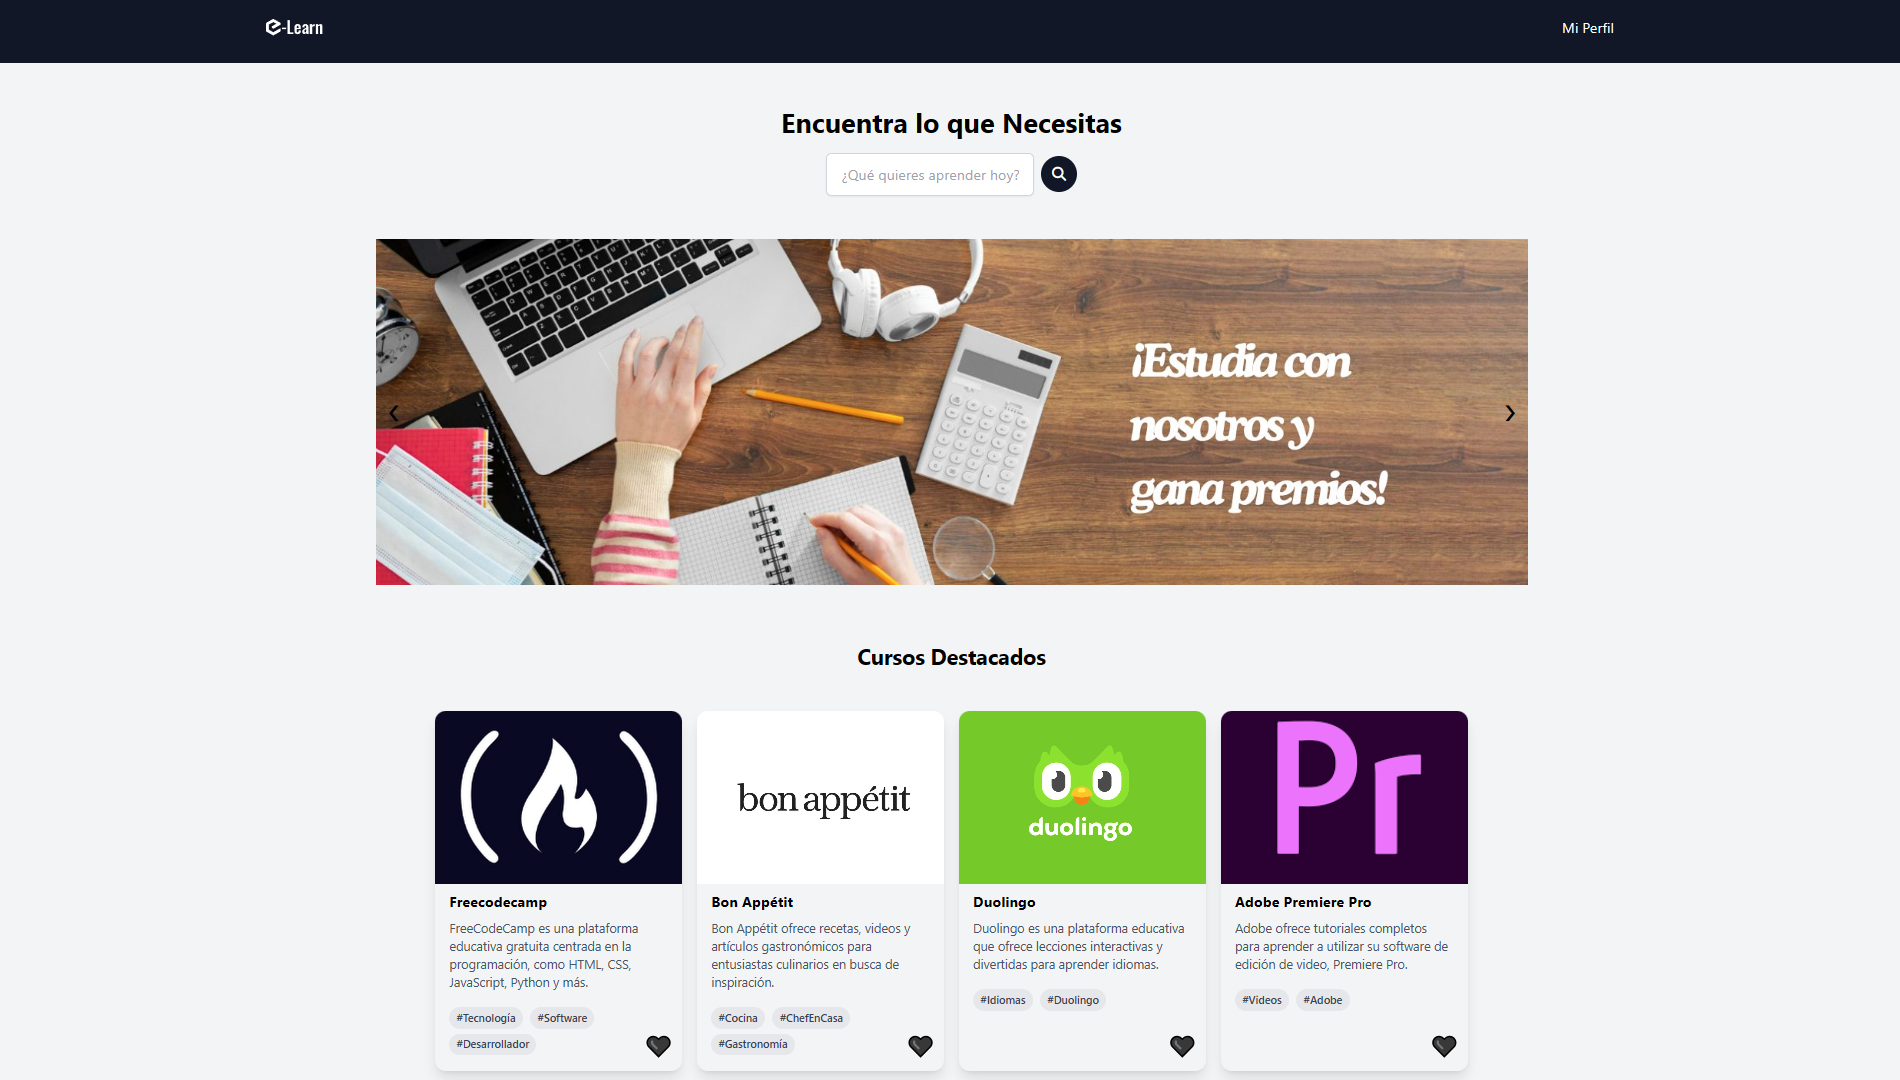 e-Learn
Mi Perfil
Encuentra lo que Necesitas
¿Qué quieres aprender hoy?
¡Estudia con
nosotros y
gana premios!
Cursos Destacados
bon appétit
duolingo
Pr
Freecodecamp
FreeCodeCamp es una plataforma
educativa gratuita centrada en la
programación, como HTML, CSS,
JavaScript, Python y más.
#Tecnología #Software
#Desarrollador
Bon Appétit
Bon Appétit ofrece recetas, videos y
artículos gastronómicos para
entusiastas culinarios en busca de
inspiración.
#Cocina #ChefEnCasa
#Gastronomía
Duolingo
Duolingo es una plataforma educativa
que ofrece lecciones interactivas y
divertidas para aprender idiomas.
#Idiomas #Duolingo
Adobe Premiere Pro
Adobe ofrece tutoriales completos
para aprender a utilizar su software de
edición de video, Premiere Pro.
#Videos #Adobe